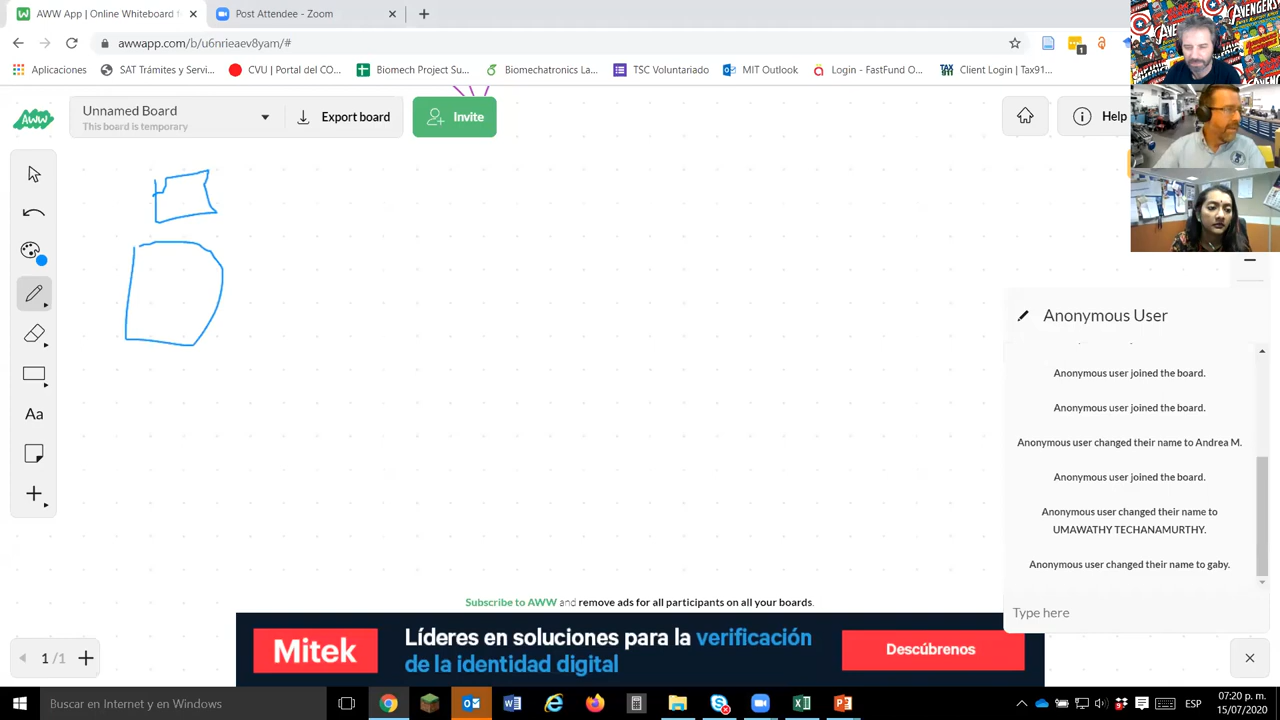 AWW App | Online Whiteboard f
Post Attendee - Zoom
awwapp.com/b/u6nrieaev8yam/#
1
Aplicaciones
SAT Trámites y Servi...
CVU | Portal del CO...
Biomech Project Su...
Biomechatronics La...
TSC Voluntariado
MIT Outlook
Login - FastFund O...
Client Login | Tax91...
AWW
Unnamed Board
This board is temporary
Export board
Invite
Help
AVENGERS
Aa
Anonymous User
Anonymous user joined the board.
Anonymous user joined the board.
Anonymous user changed their name to Andrea M.
Anonymous user joined the board.
Anonymous user changed their name to
UMAWATHY TECHANAMURTHY.
Anonymous user changed their name to gaby.
Type here
Subscribe to AWW and remove ads for all participants on all your boards.
Mitek
Líderes en soluciones para la verificación
de la identidad digital
Descúbrenos
1 /1
Buscar en Internet y en Windows
ESP
07:20 p. m.
15/07/2020